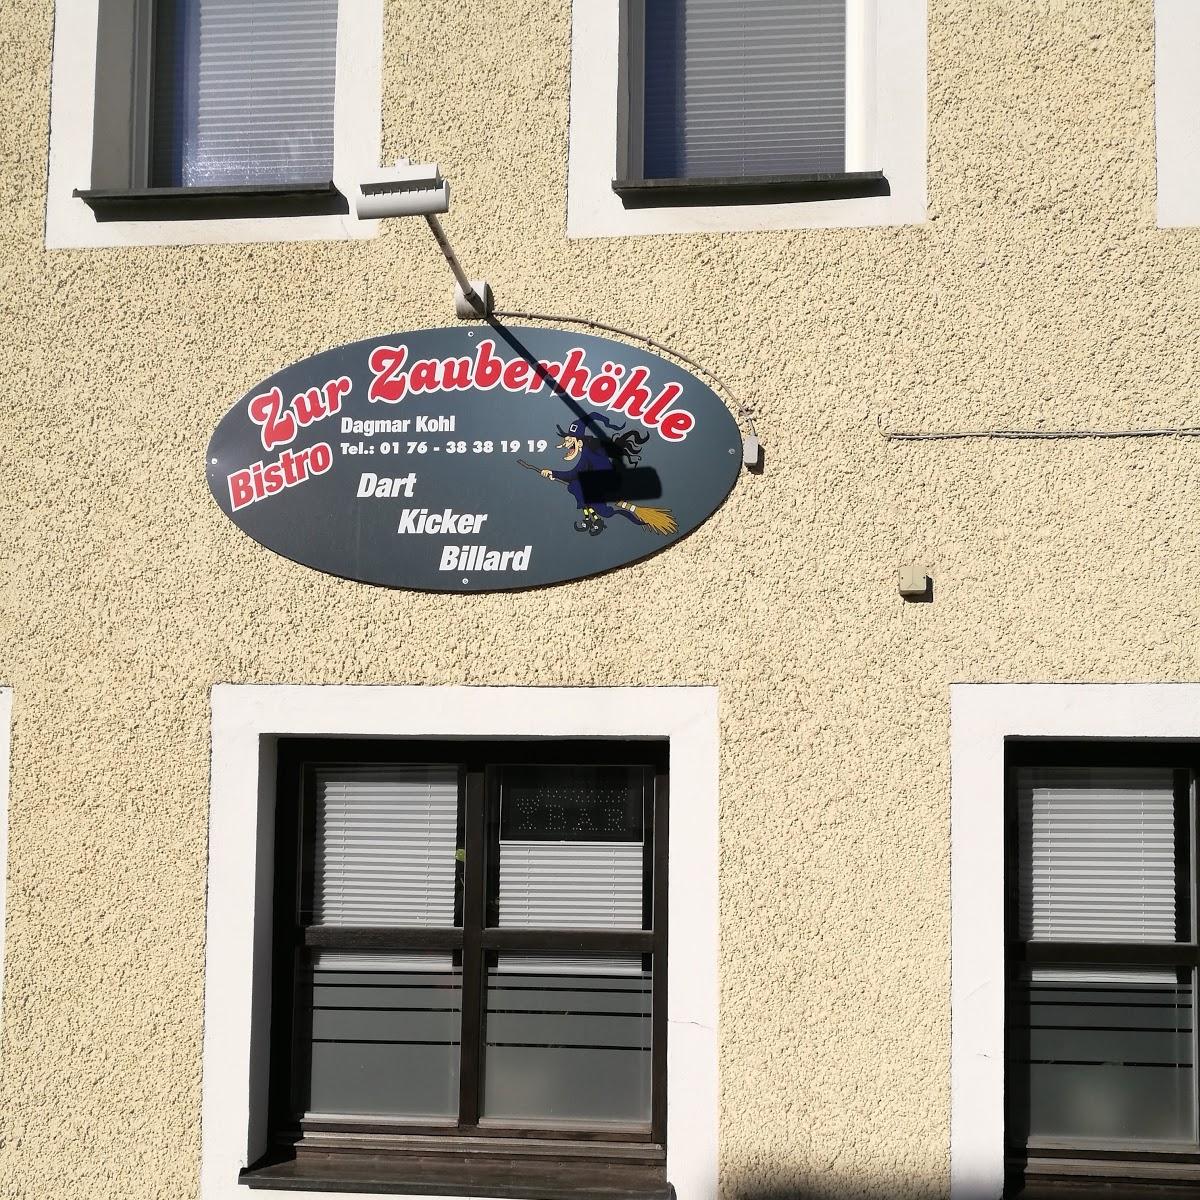 Zur Zauberhöhle
Bistro
Dagmar Kohl
Tel.: 01 76 - 38 38 19 19
Dart
Kicker
Billard
BAR